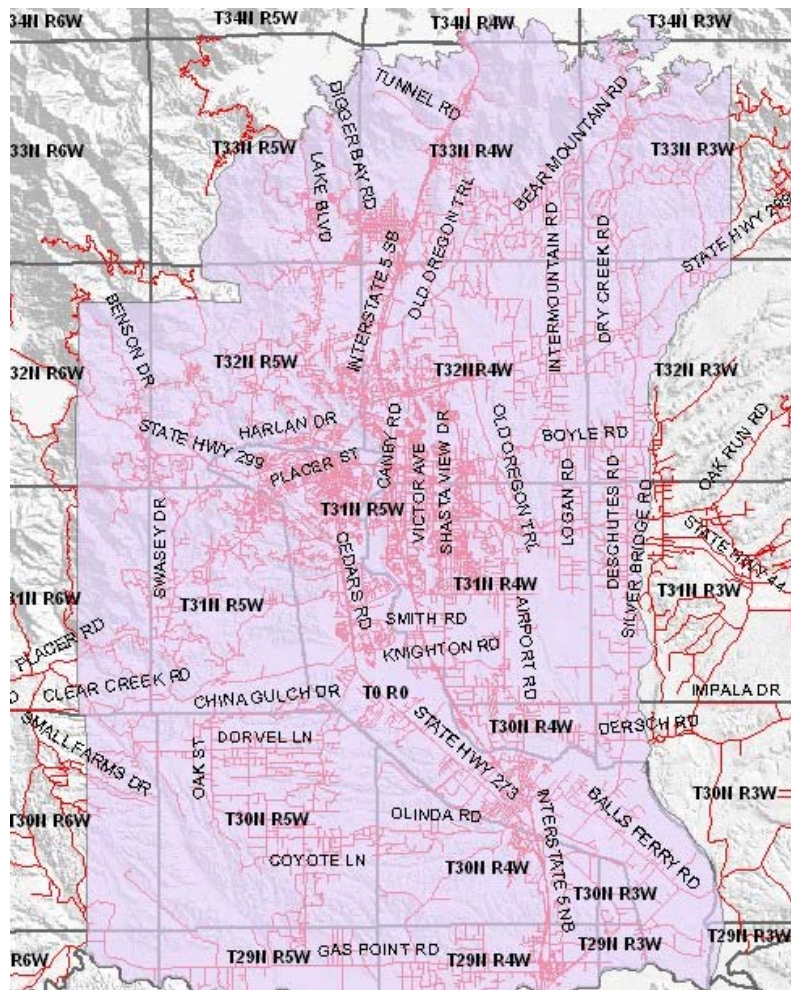 T34N R6W
T34N R5W
T34N R4W
T34N R3W
TUNNEL RD
DIGGER BAY RD
BEAR MOUNTAIN RD
33N R6W
T33N R5W
T33N R4W
T33N R3W
LAKE BLVD
OLD OREGON TRL
INTERSTATE 5 SB
INTERMOUNTAIN RD
DRY CREEK RD
STATE HWY 299
BENSON DR
32N R6W
T32N R5W
T32N R4W
T32N R3W
HARLAN DR
STATE HWY 299
PLACER ST
CANBY RD
VICTOR AVE
SHASTA VIEW DR
OLD OREGON TRL
BOYLE RD
LOGAN RD
DESCHUTES RD
SILVER BRIDGE RD
OAK RUN RD
STATE HWY 44
T31N R5W
SWASEY DR
CEDARS RD
31N R6W
T31N R5W
T31N R4W
T31N R3W
AIRPORT RD
SMITH RD
KNIGHTON RD
PLACER RD
CLEAR CREEK RD
CHINA GULCH DR
T0 R0
IMPALA DR
SMALLFARMS DR
OAK ST
DORVEL LN
STATE HWY 273
T30N R4W
DERSCH RD
T30N R6W
T30N R5W
OLINDA RD
INTERSTATE 5 NB
BALLS FERRY RD
T30N R3W
COYOTE LN
T30N R4W
T30N R3W
R6W
T29N R5W
GAS POINT RD
T29N R4W
T29N R3W
T29N R3W